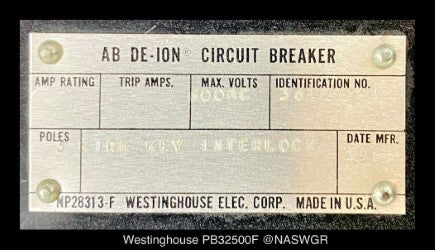 AB DE-ION® CIRCUIT BREAKER
AMP RATING TRIP AMPS. MAX. VOLTS IDENTIFICATION NO.
600AC
POLES DATE MFR.
3 KIRK KEY INTERLOCK
NP28313-F WESTINGHOUSE ELEC. CORP. MADE IN U.S.A.
Westinghouse PB32500F @NASWGR